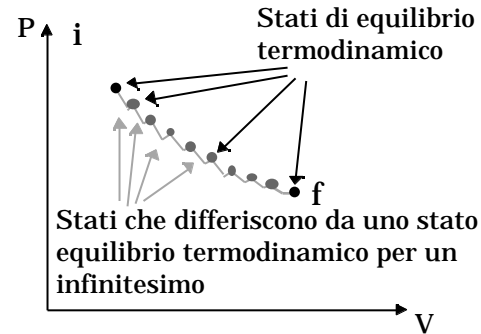 Stati di equilibrio
termodinamico
P
i
f
Stati che differiscono da uno stato
equilibrio termodinamico per un
infinitesimo
V